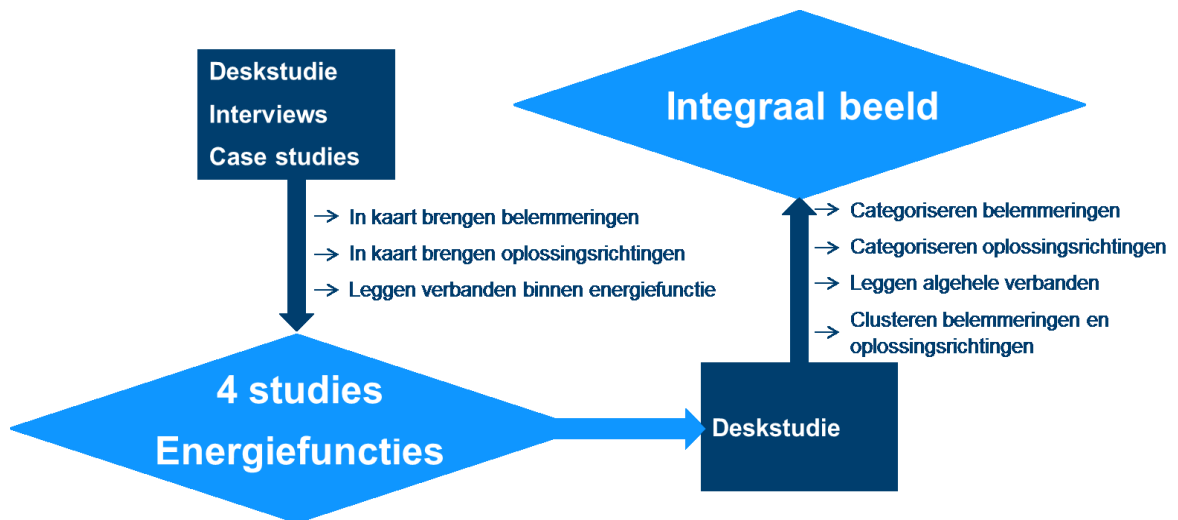 Deskstudie
Interviews
Case studies
→ In kaart brengen belemmeringen
→ In kaart brengen oplossingsrichtingen
→ Leggen verbanden binnen energiefunctie
4 studies
Energiefuncties
Deskstudie
→ Categoriseren belemmeringen
→ Categoriseren oplossingsrichtingen
→ Leggen algehele verbanden
→ Clusteren belemmeringen en
oplossingsrichtingen
Integraal beeld